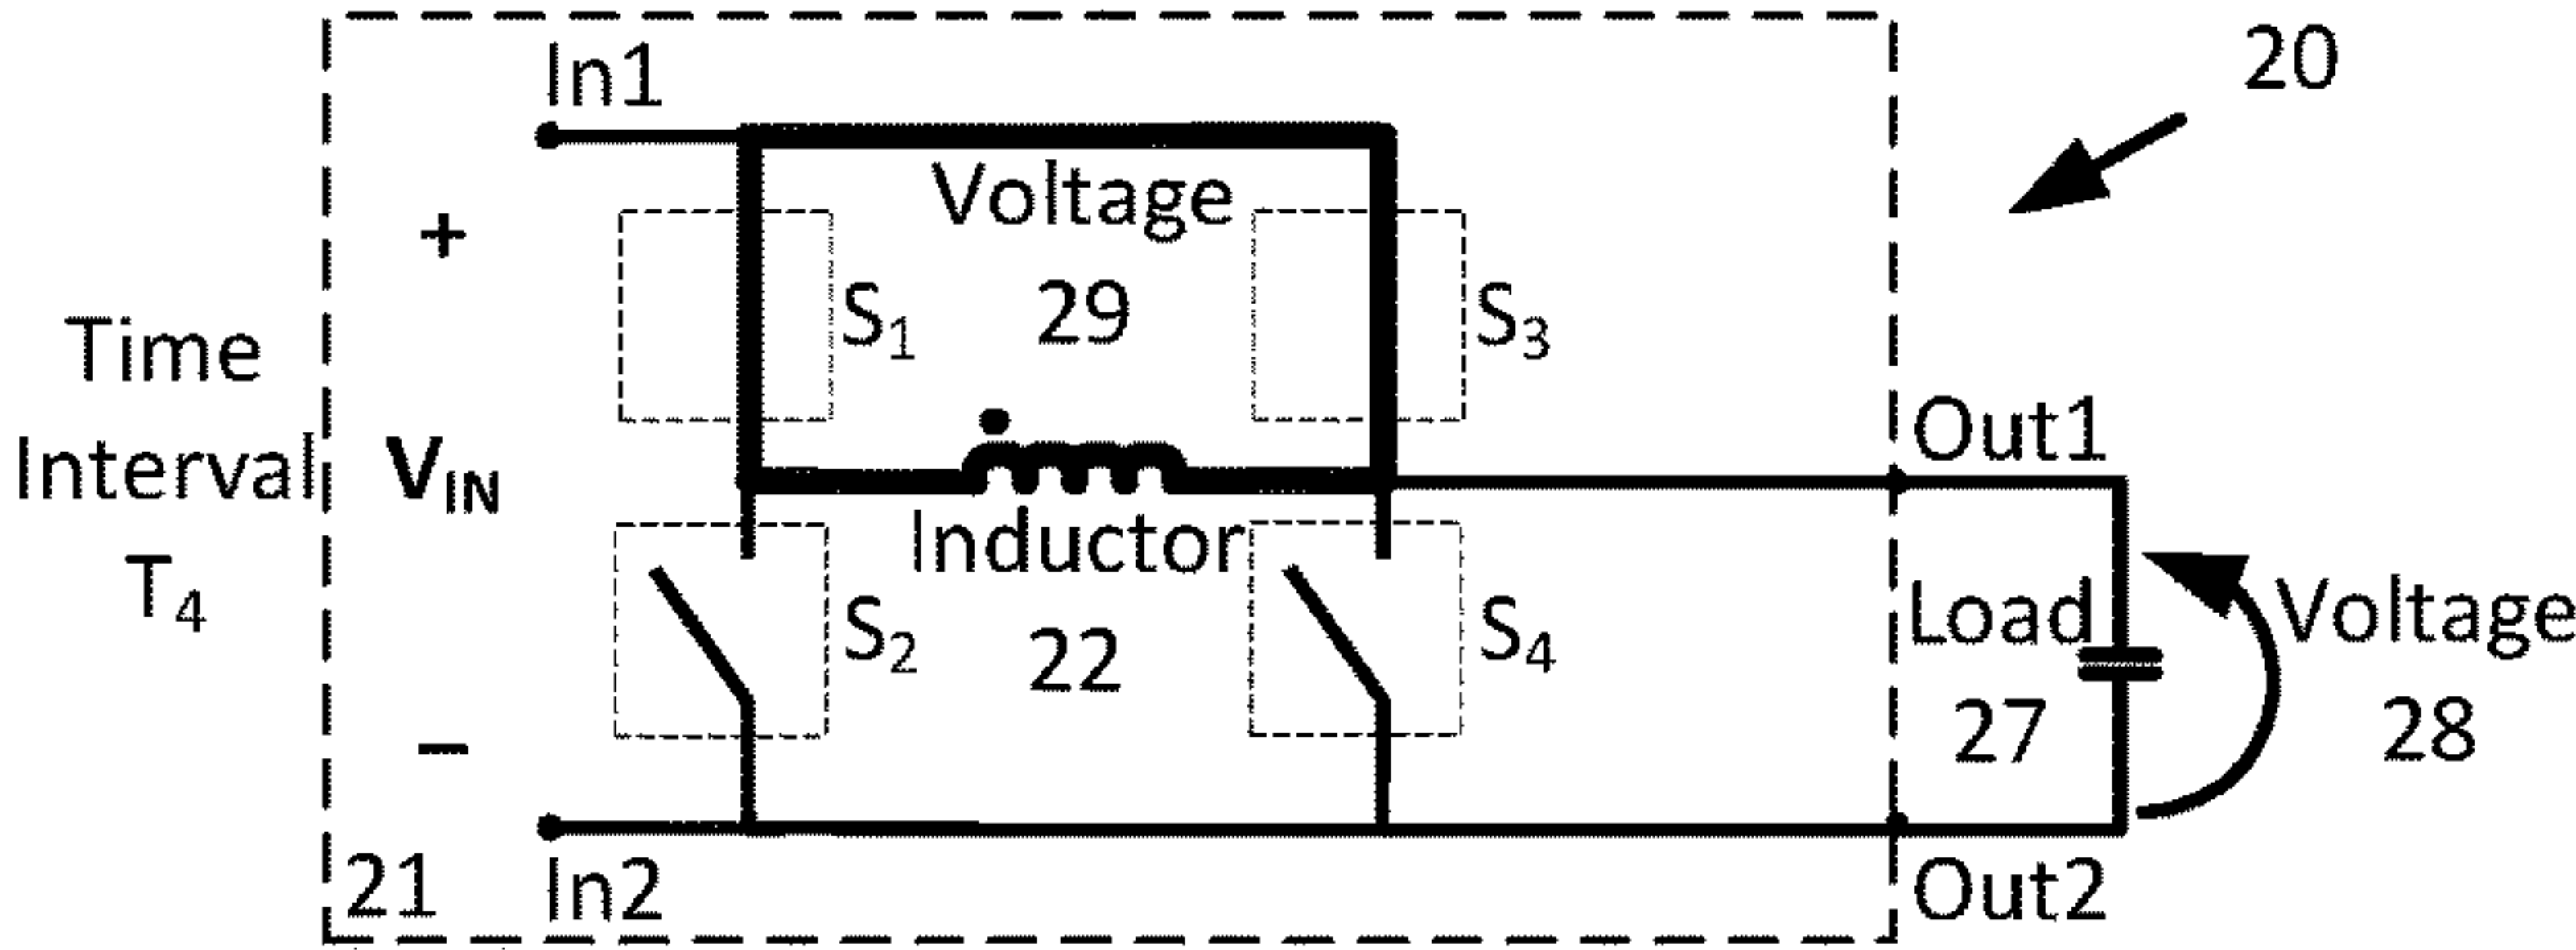 20
In1
Voltage
29
+
S1
S3
Time
Interval
T4
VIN
Out1
Inductor
22
S2
S4
Load
27
Voltage
28
−
21
In2
Out2